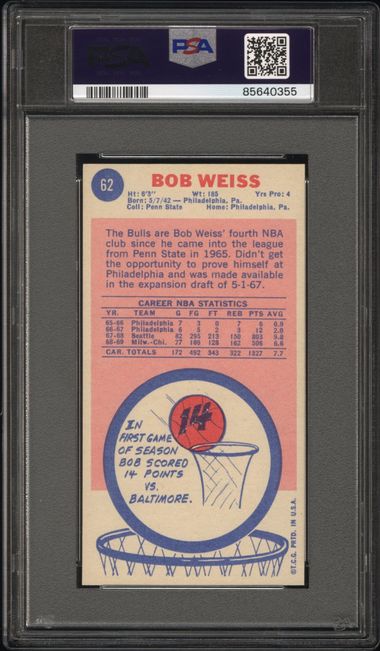 PSA
PSA
85640355
62
BOB WEISS
Ht: 6'3" Wt: 185 Yrs Pro: 4
Born: 5/7/42 — Philadelphia, Pa.
Coll: Penn State Home: Philadelphia, Pa.
The Bulls are Bob Weiss' fourth NBA
club since he came into the league
from Penn State in 1965. Didn't get
the opportunity to prove himself at
Philadelphia and was made available
in the expansion draft of 5-1-67.
CAREER NBA STATISTICS
YR. TEAM G FG FT REB PTS AVG
65-66 Philadelphia 7 3 0 7 6 0.9
66-67 Philadelphia 6 5 2 3 12 2.0
67-68 Seattle 82 295 213 150 803 9.8
68-69 Milw.-Chi. 77 189 128 162 506 6.6
CAR. TOTALS 172 492 343 322 1327 7.7
14
IN
FIRST GAME
OF SEASON
BOB SCORED
14 POINTS
VS.
BALTIMORE.
©T.C.G. PRTD. IN U.S.A.